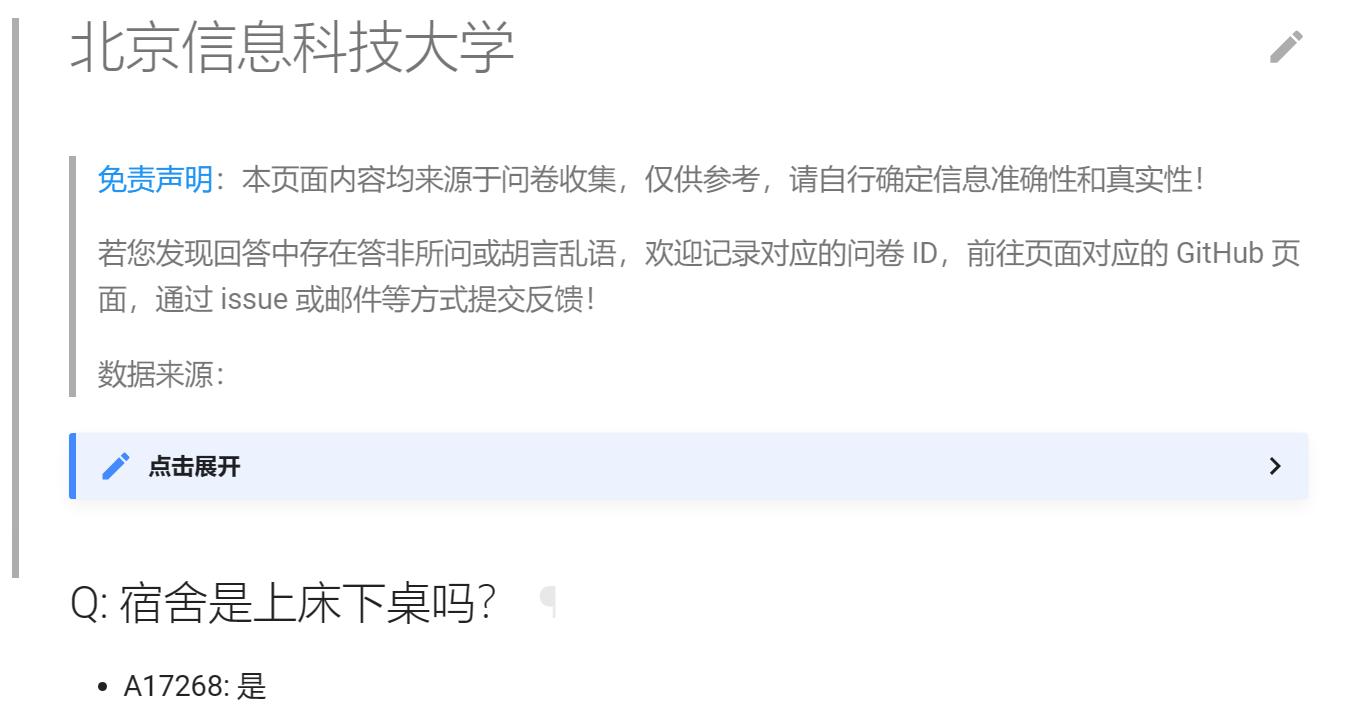 北京信息科技大学
免责声明：本页面内容均来源于问卷收集，仅供参考，请自行确定信息准确性和真实性！
若您发现回答中存在答非所问或胡言乱语，欢迎记录对应的问卷 ID，前往页面对应的 GitHub 页
面，通过 issue 或邮件等方式提交反馈！
数据来源：
点击展开
Q: 宿舍是上床下桌吗？ ¶
• A17268: 是